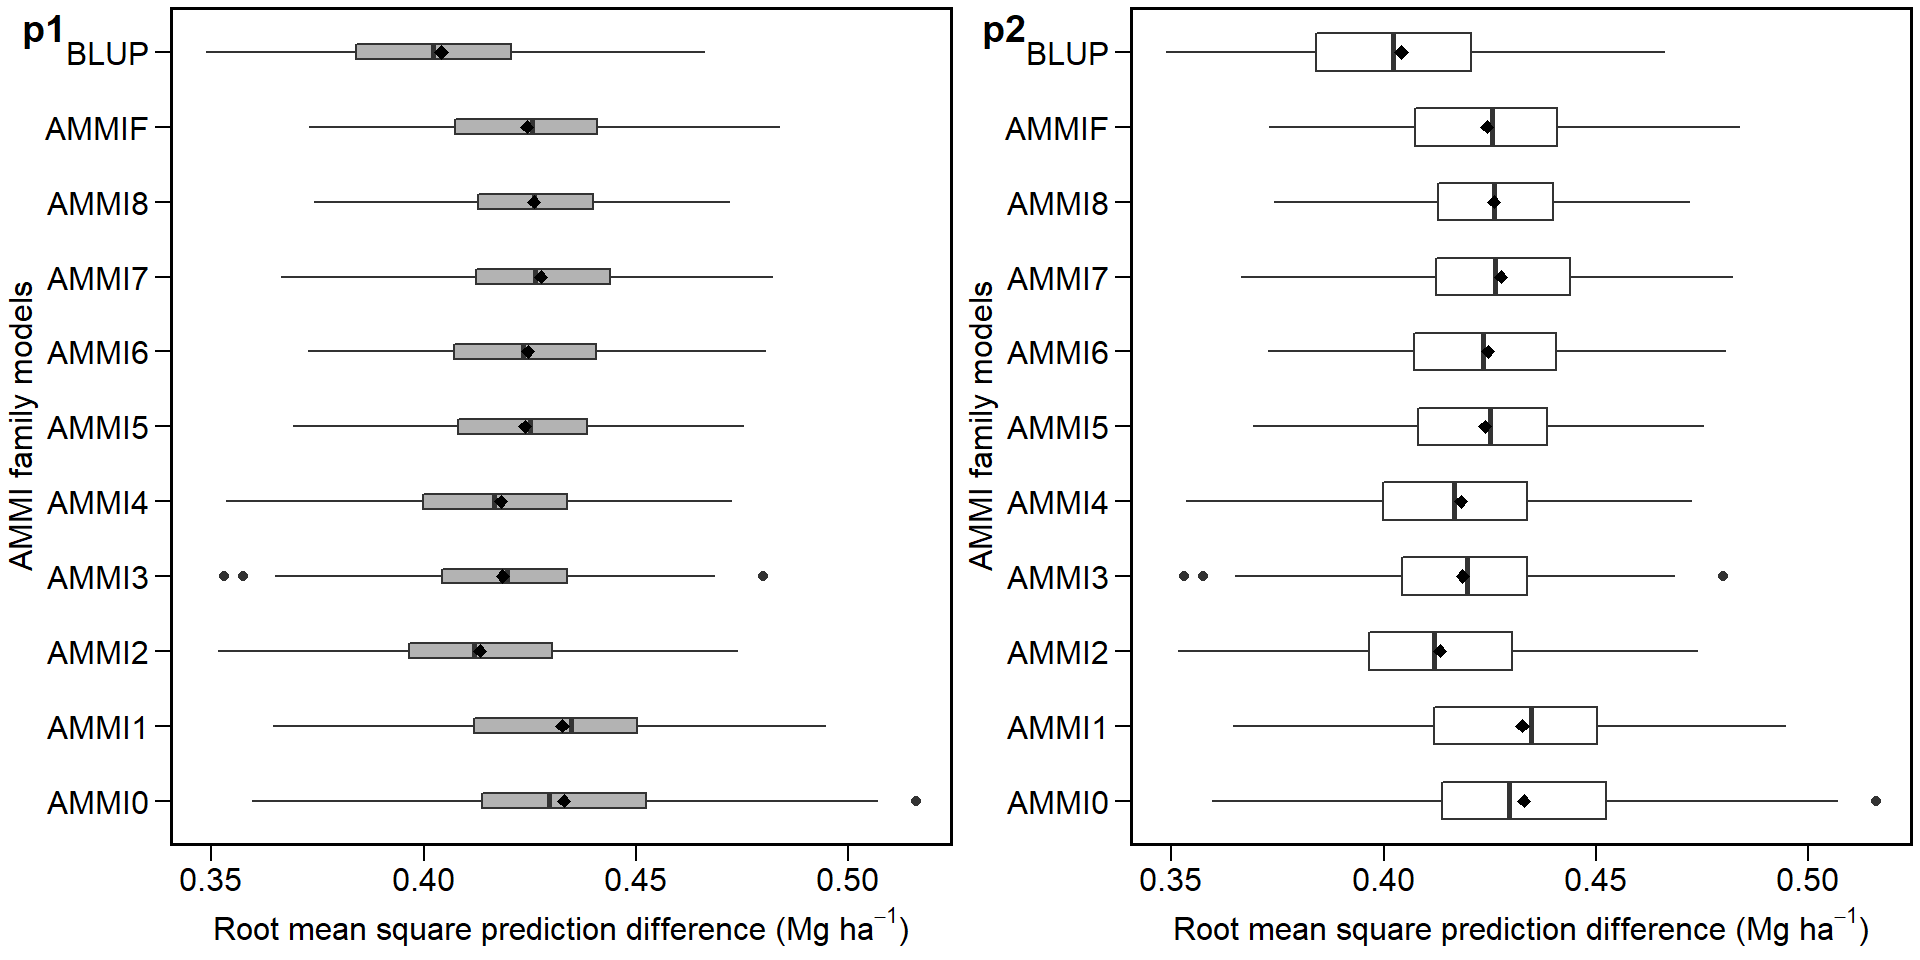 p1
BLUP
AMMIF
AMMI8
AMMI7
AMMI6
AMMI5
AMMI4
AMMI3
AMMI2
AMMI1
AMMI0
AMMI family models
0.35 0.40 0.45 0.50
Root mean square prediction difference (Mg ha⁻¹)
p2
BLUP
AMMIF
AMMI8
AMMI7
AMMI6
AMMI5
AMMI4
AMMI3
AMMI2
AMMI1
AMMI0
AMMI family models
0.35 0.40 0.45 0.50
Root mean square prediction difference (Mg ha⁻¹)